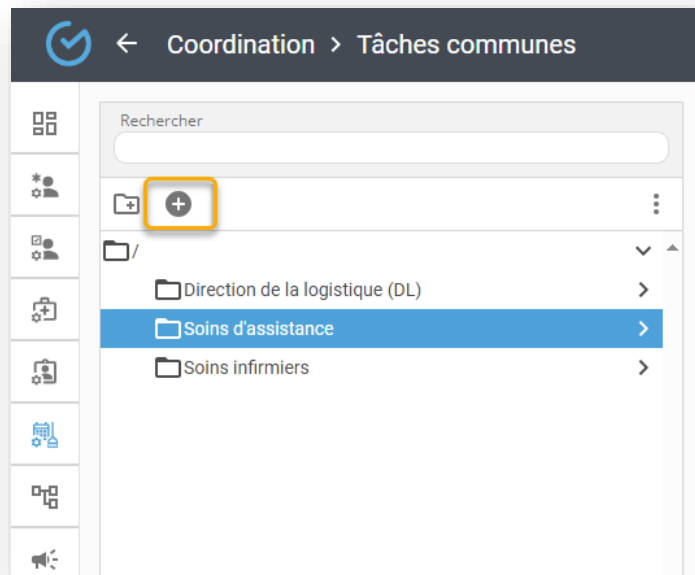 Coordination > Tâches communes
Rechercher
/
Direction de la logistique (DL)
Soins d'assistance
Soins infirmiers